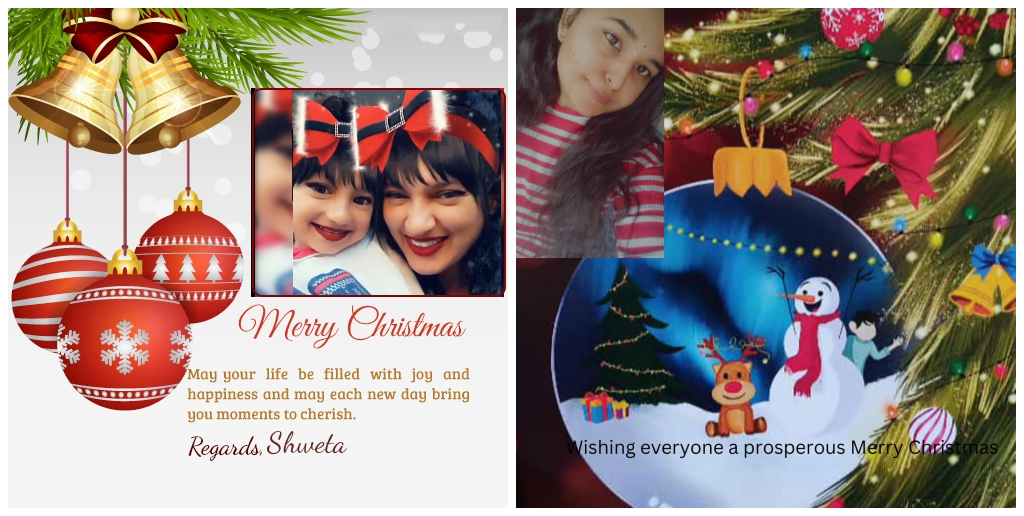 Merry Christmas
May your life be filled with joy and
happiness and may each new day bring
you moments to cherish.
Regards, Shweta
Wishing everyone a prosperous Merry Christmas